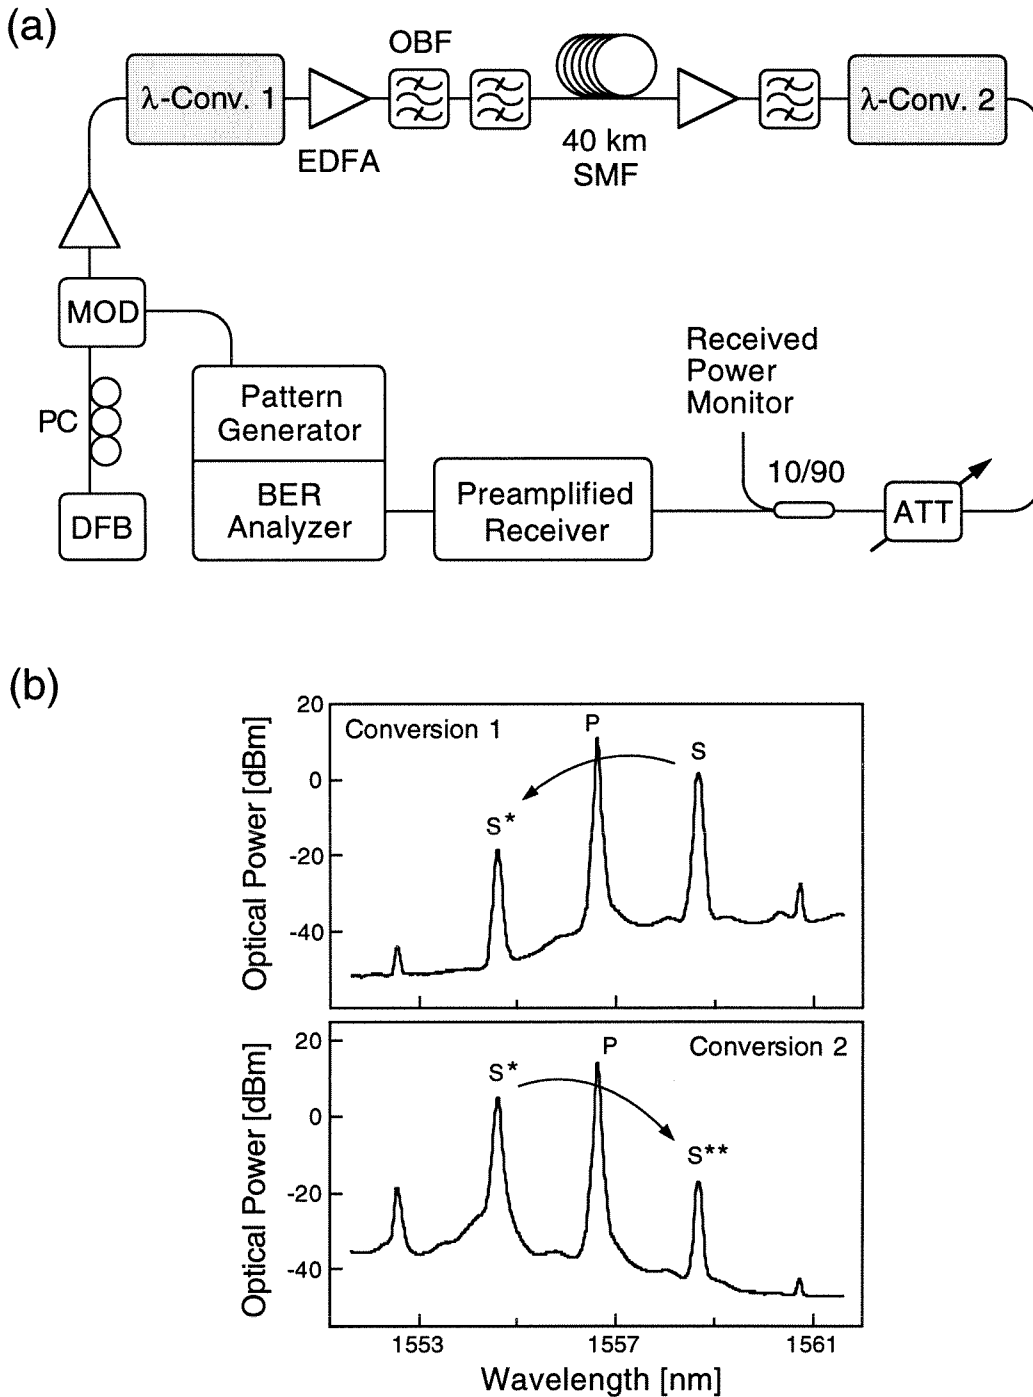 (a)
OBF
λ-Conv. 1
λ-Conv. 2
EDFA
40 km
SMF
MOD
PC
DFB
Pattern
Generator
BER
Analyzer
Preamplified
Receiver
Received
Power
Monitor
10/90
ATT
(b)
Optical Power [dBm]
20
0
-20
-40
Conversion 1
P
S
S*
Optical Power [dBm]
20
0
-20
-40
S*
P
Conversion 2
S**
1553
1557
1561
Wavelength [nm]